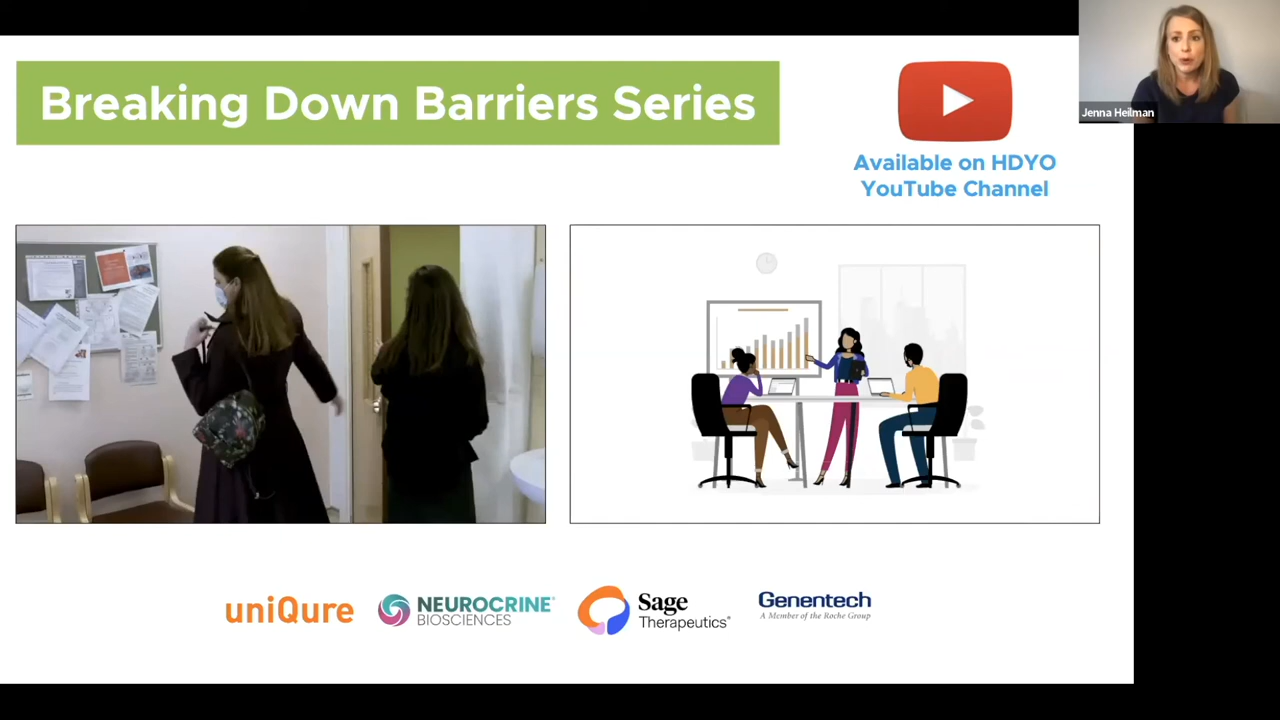 Breaking Down Barriers Series
Available on HDYO
YouTube Channel
Jenna Heilman
uniQure
NEUROCRINE®
BIOSCIENCES
Sage
Therapeutics®
Genentech
A Member of the Roche Group